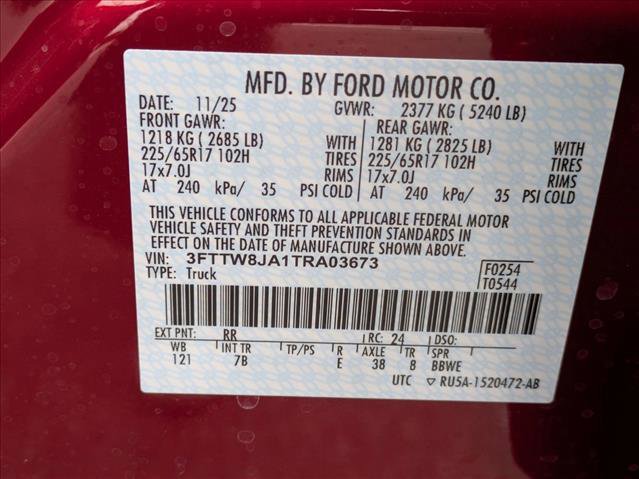 MFD. BY FORD MOTOR CO.
DATE: 11/25 GVWR: 2377 KG ( 5240 LB)
FRONT GAWR: REAR GAWR:
1218 KG ( 2685 LB) WITH 1281 KG ( 2825 LB) WITH
225/65R17 102H TIRES 225/65R17 102H TIRES
17x7.0J RIMS 17x7.0J RIMS
AT 240 kPa/ 35 PSI COLD AT 240 kPa/ 35 PSI COLD
THIS VEHICLE CONFORMS TO ALL APPLICABLE FEDERAL MOTOR
VEHICLE SAFETY AND THEFT PREVENTION STANDARDS IN
EFFECT ON THE DATE OF MANUFACTURE SHOWN ABOVE.
VIN: 3FTTW8JA1TRA03673 F0254
TYPE: Truck T0544
EXT PNT: RR RC: 24 DSO:
WB INT TR TP/PS R AXLE TR SPR
121 7B E 38 8 BBWE
UTC ▽ RU5A-1520472-AB